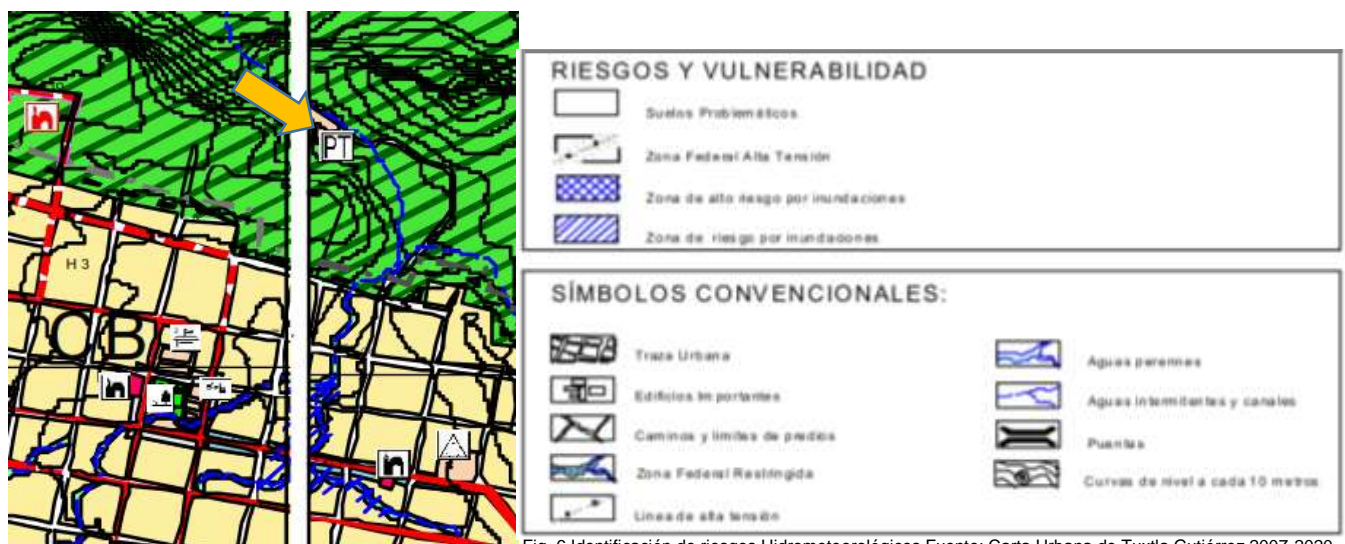 PT
H 3
CB
RIESGOS Y VULNERABILIDAD
Suelos Problemáticos
Zona Federal Alta Tensión
Zona de alto riesgo por inundaciones
Zona de riesgo por inundaciones
SÍMBOLOS CONVENCIONALES:
Traza Urbana
Edificios Importantes
Caminos y límites de predios
Zona Federal Restringida
Línea de alta tensión
Aguas perennes
Aguas intermitentes y canales
Puentes
Curvas de nivel a cada 10 metros
Fig. 6 Identificación de riesgos Hidrometeorológicos Fuente: Carta Urbana de Tuxtla Gutiérrez 2007-2020